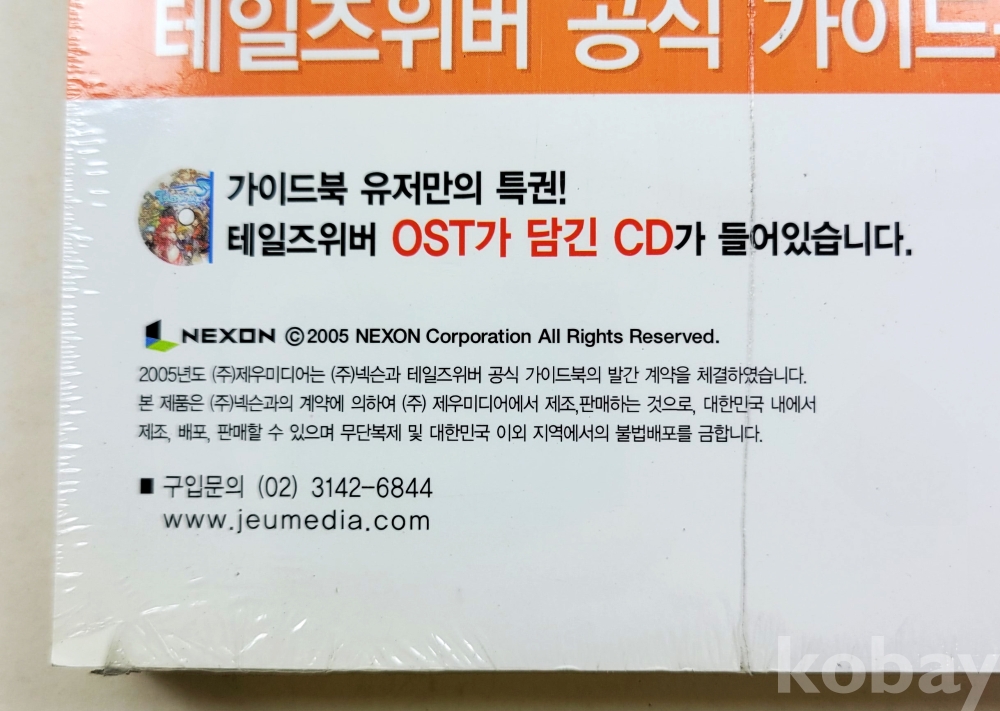 테일즈위버 공식 가이드
가이드북 유저만의 특권!
테일즈위버 OST가 담긴 CD가 들어있습니다.
NEXON ⓒ2005 NEXON Corporation All Rights Reserved.
2005년도 (주)제우미디어는 (주)넥슨과 테일즈위버 공식 가이드북의 발간 계약을 체결하였습니다.
본 제품은 (주)넥슨과의 계약에 의하여 (주) 제우미디어에서 제조,판매하는 것으로, 대한민국 내에서
제조, 배포, 판매할 수 있으며 무단복제 및 대한민국 이외 지역에서의 불법배포를 금합니다.
■ 구입문의 (02) 3142-6844
www.jeumedia.com
kobay